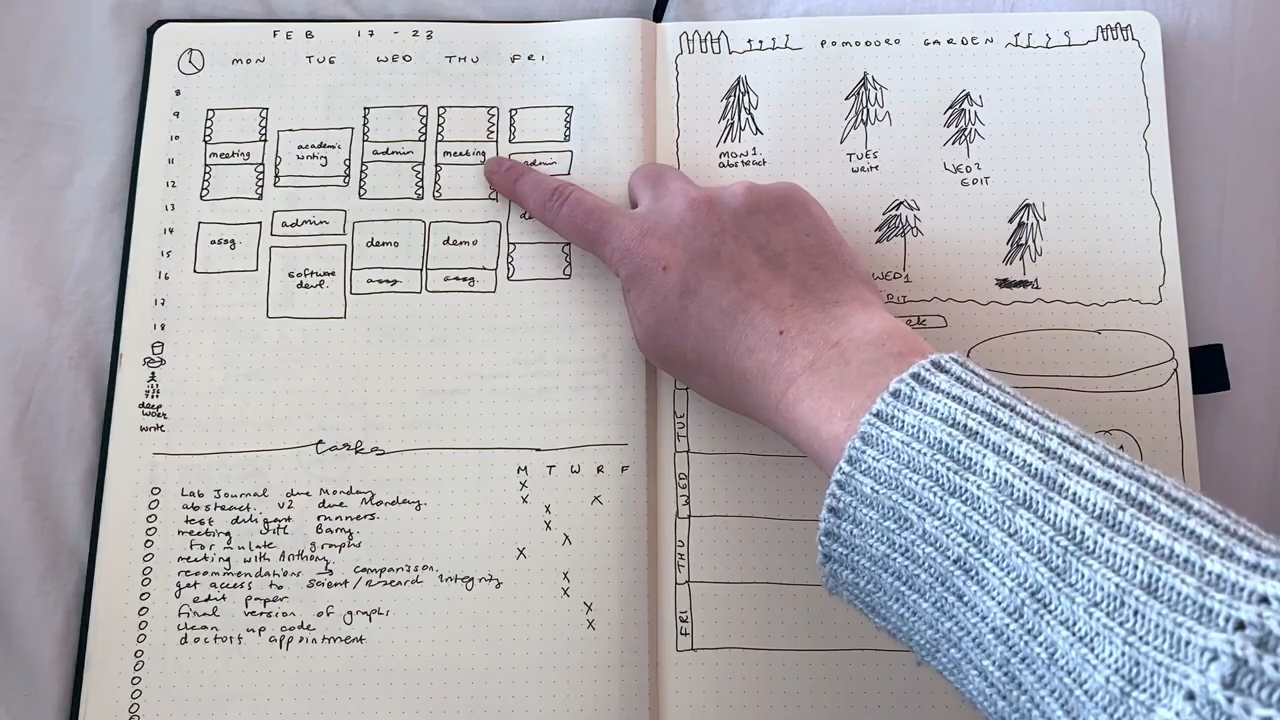 FEB 17 - 23
MON TUE WED THU FRI
8
9
10
11
12
13
14
15
16
17
18
meeting
academic
writing
admin
meeting
admin
assg.
admin
demo
demo
software
devl.
assg.
assg.
deep
work
write
tasks
M T W R F
Lab Journal due Monday X
abstract v2 due Monday. X X
test diligent runners. X
meeting with Barry X
formulate graphs X
meeting with Anthony. X
recommendations → comparison.
get access to scient/research integrity X
edit paper X
final version of graphs X
clean up code X
doctors appointment
POMODORO GARDEN
MON 1.
abstract
TUES
WRITE
WED 2
EDIT
WED 1
TUE
WED
THU
FRI